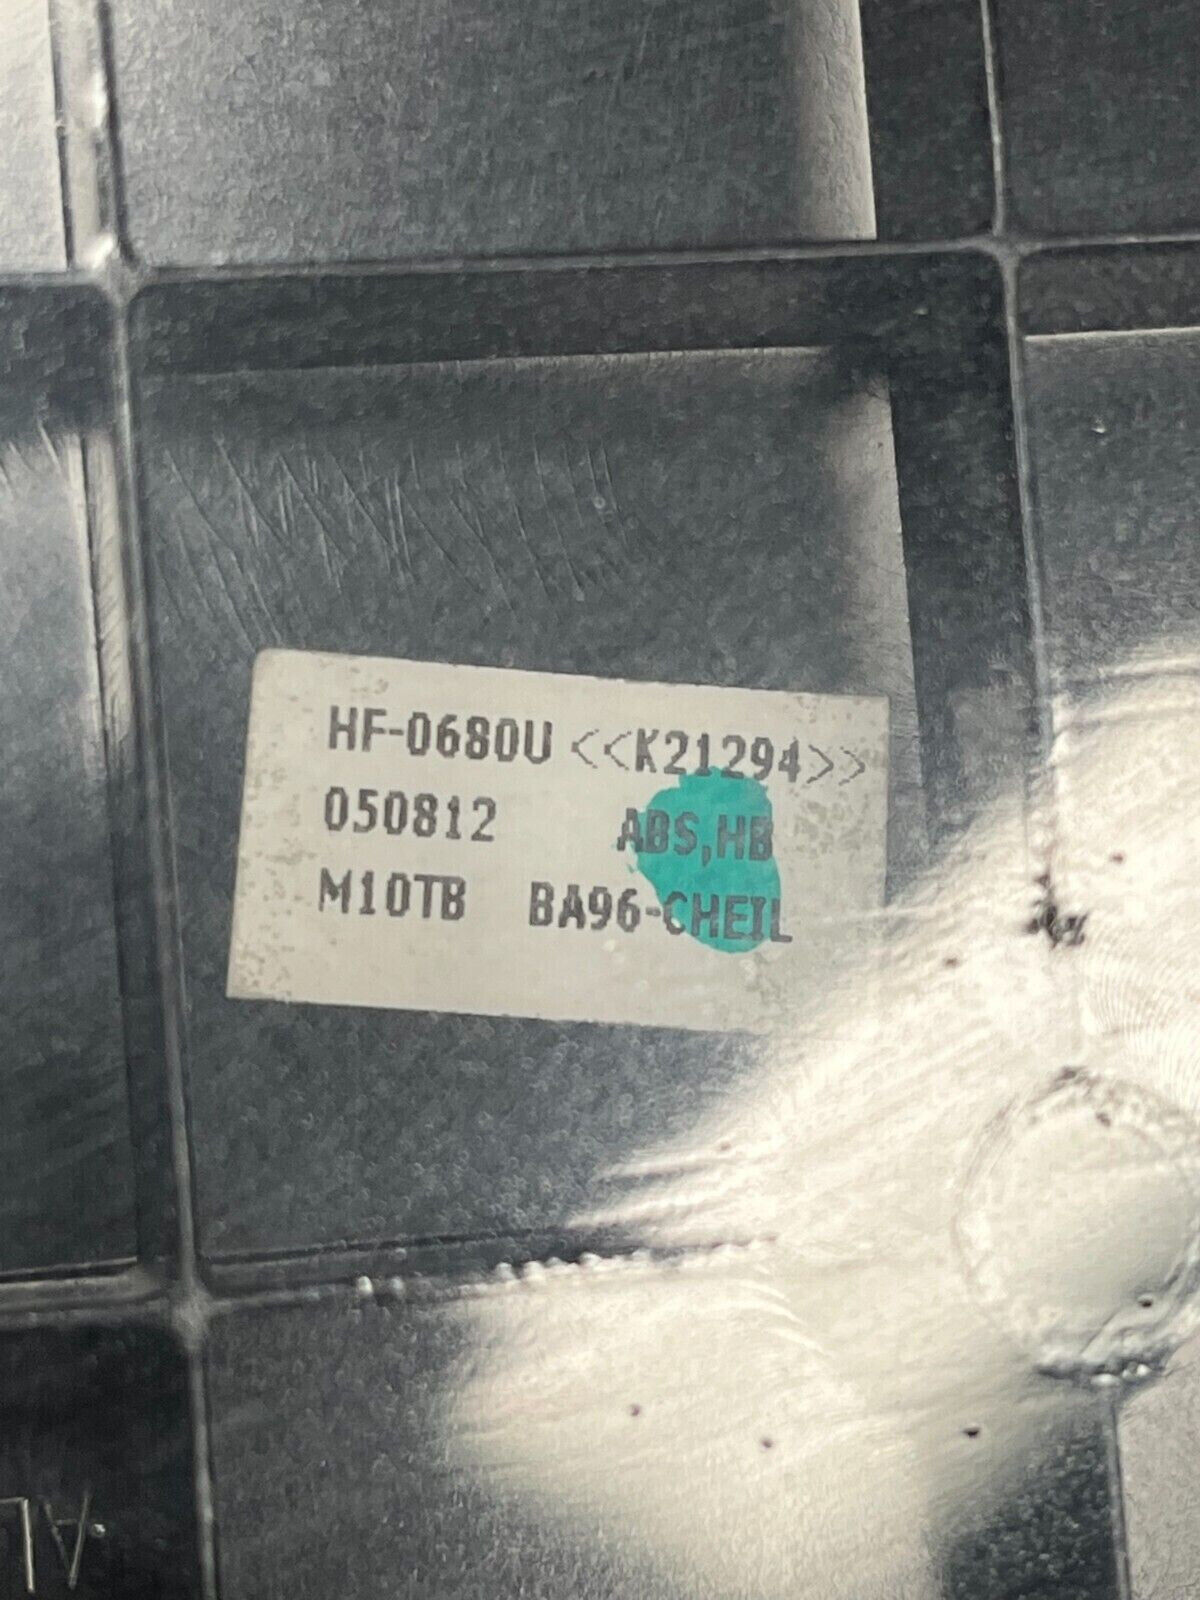 HF-0680U <<K21294>>
050812 ABS,HB
M10TB BA96-CHEIL